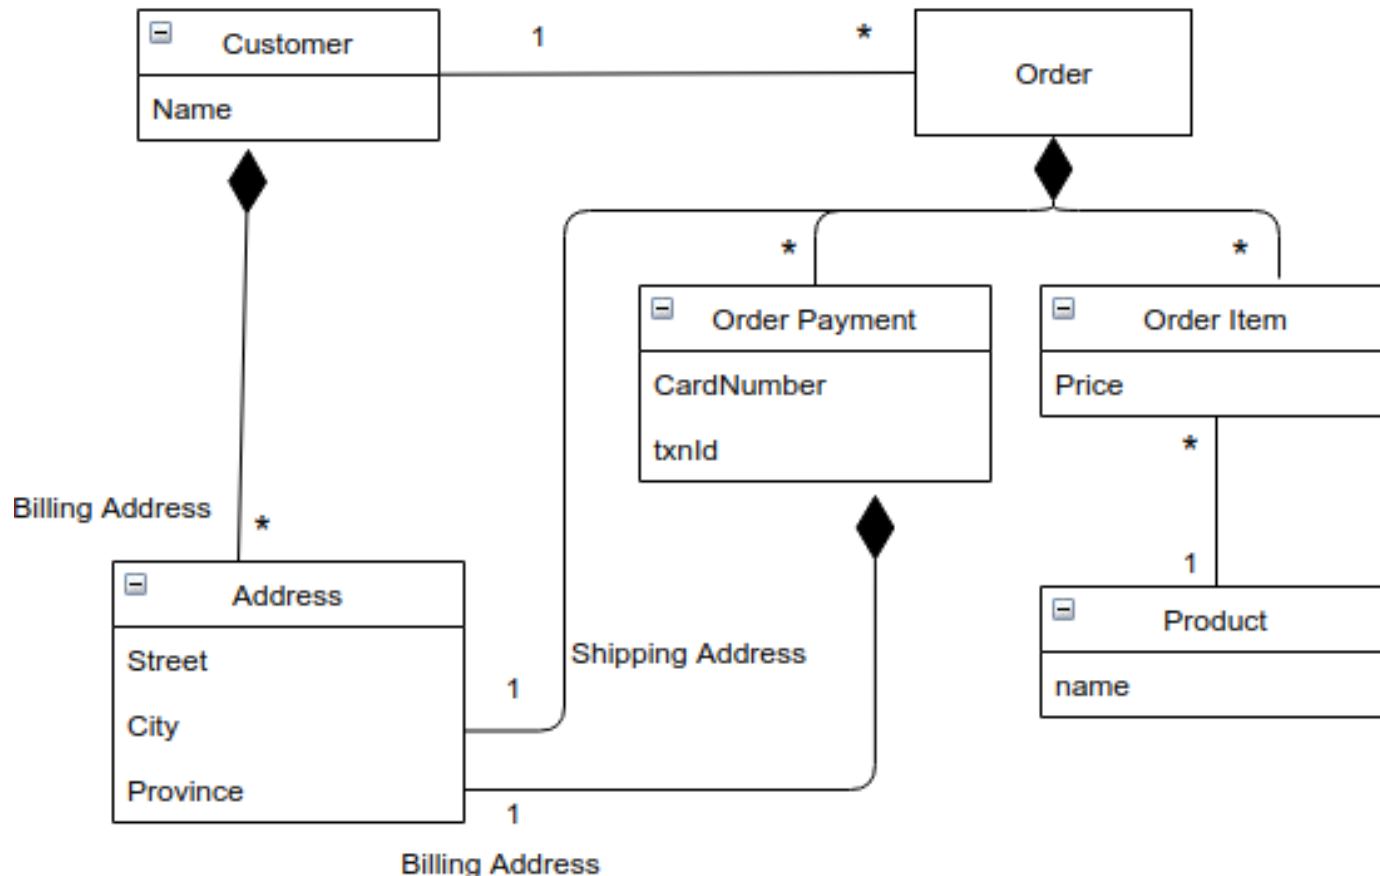 Customer
Name
1
*
Order
*
*
Order Payment
CardNumber
txnId
Order Item
Price
*
1
Product
name
Billing Address
*
Address
Street
City
Province
Shipping Address
1
1
Billing Address